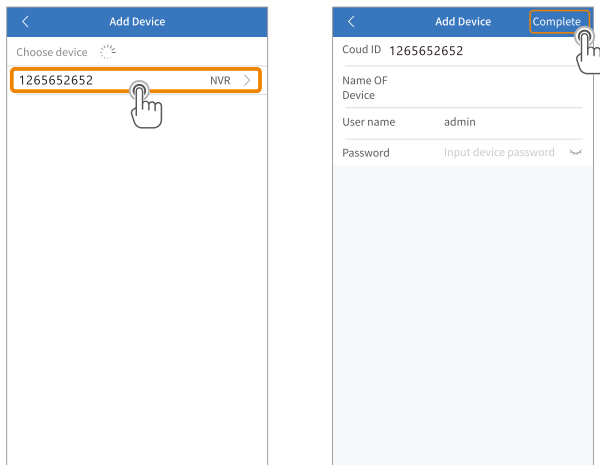 Add Device
Choose device
1265652652 NVR
Add Device Complete
Coud ID 1265652652
Name OF
Device
User name admin
Password Input device password